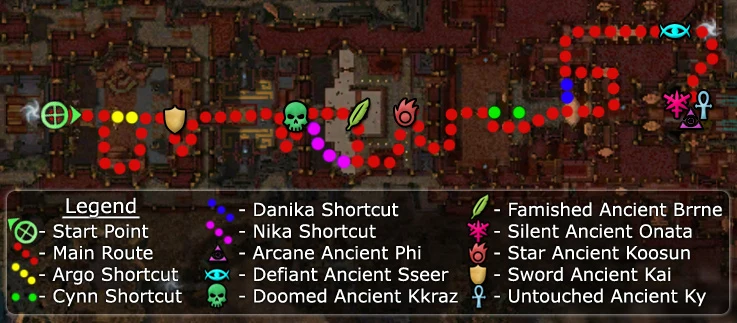 Legend
- Start Point
- Main Route
- Argo Shortcut
- Cynn Shortcut
- Danika Shortcut
- Nika Shortcut
- Arcane Ancient Phi
- Defiant Ancient Sseer
- Doomed Ancient Kkraz
- Famished Ancient Brrne
- Silent Ancient Onata
- Star Ancient Koosun
- Sword Ancient Kai
- Untouched Ancient Ky